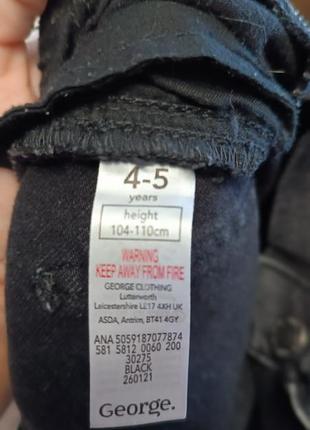 4-5
years
height
104-110cm
WARNING
KEEP AWAY FROM FIRE
GEORGE CLOTHING
Lutterworth
Leicestershire LE17 4XH UK
ASDA, Antrim, BT41 4GY
ANA 5059187077874
581 5812 0060 200
30275
BLACK
260121
George.